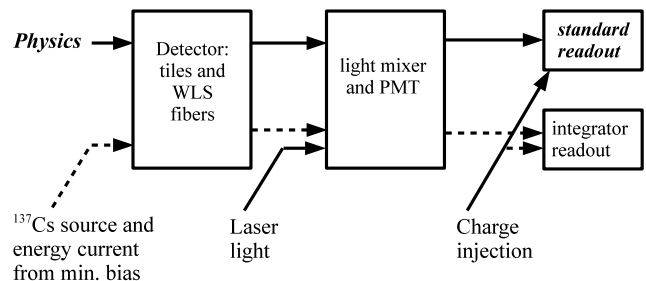 Physics
Detector:
tiles and
WLS
fibers
light mixer
and PMT
standard
readout
integrator
readout
¹³⁷Cs source and
energy current
from min. bias
Laser
light
Charge
injection